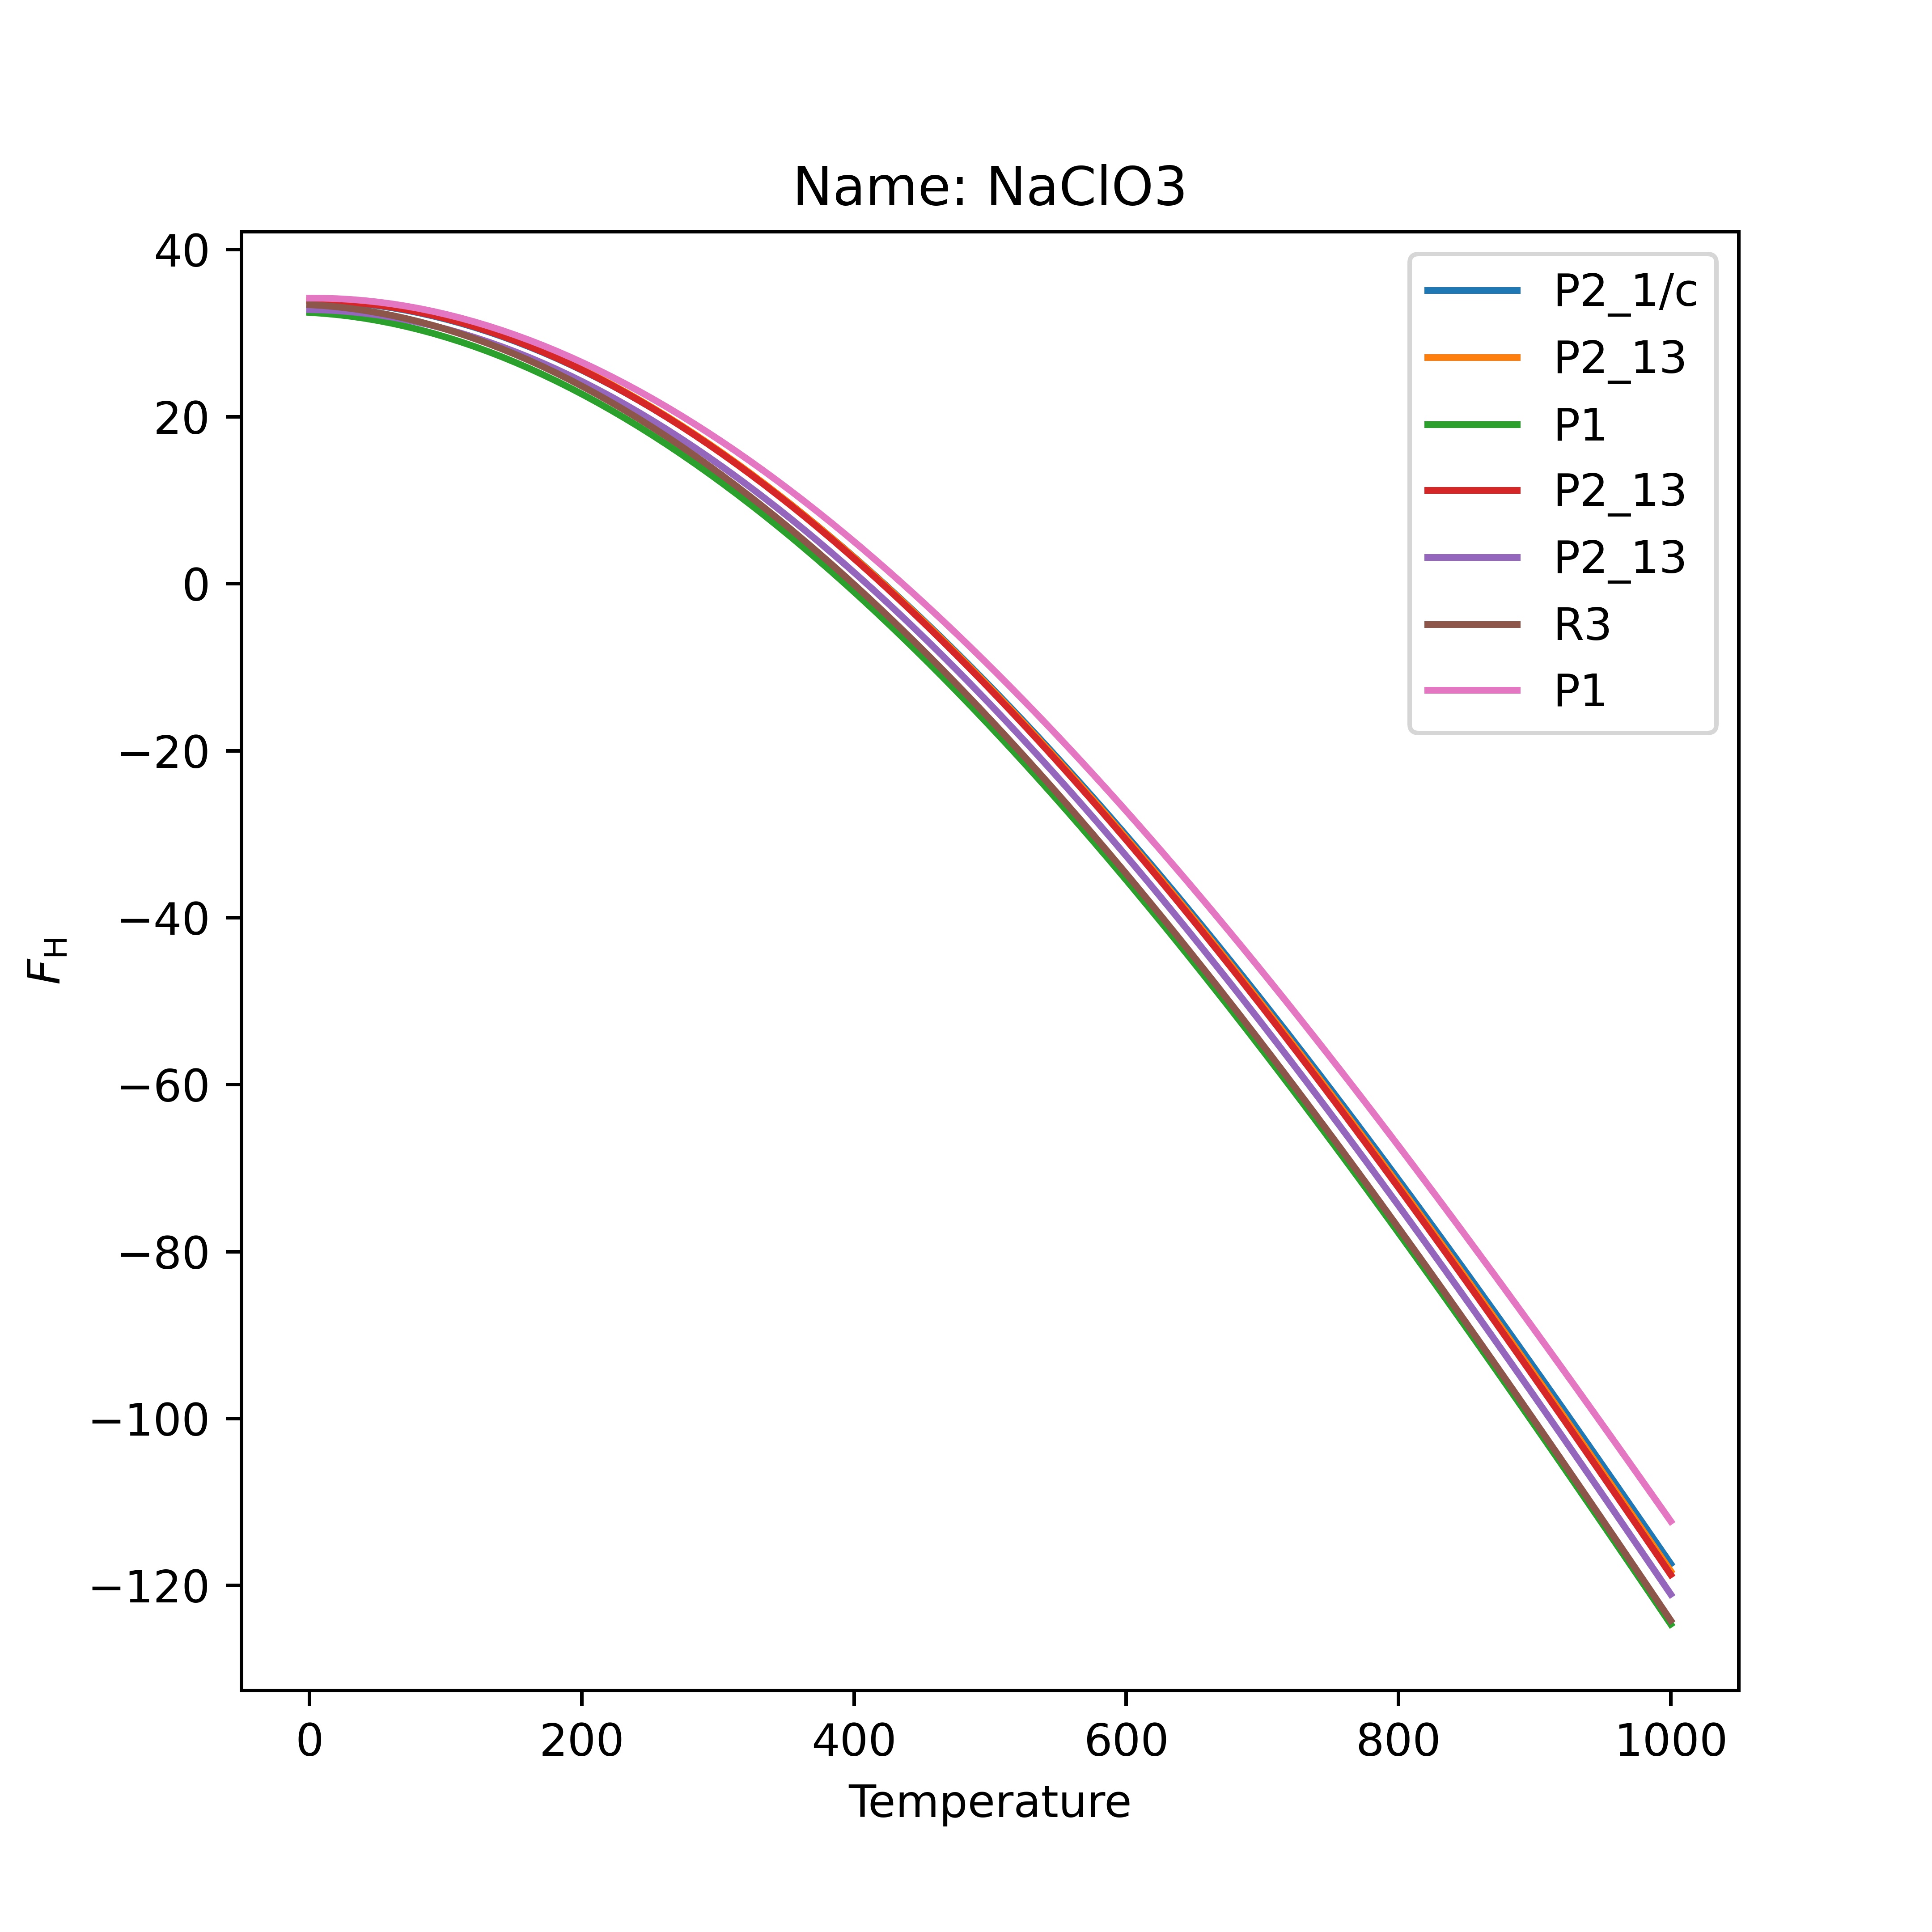 Name: NaClO3
40
20
0
−20
−40
−60
−80
−100
−120
F_H
0 200 400 600 800 1000
Temperature
P2_1/c
P2_13
P1
P2_13
P2_13
R3
P1